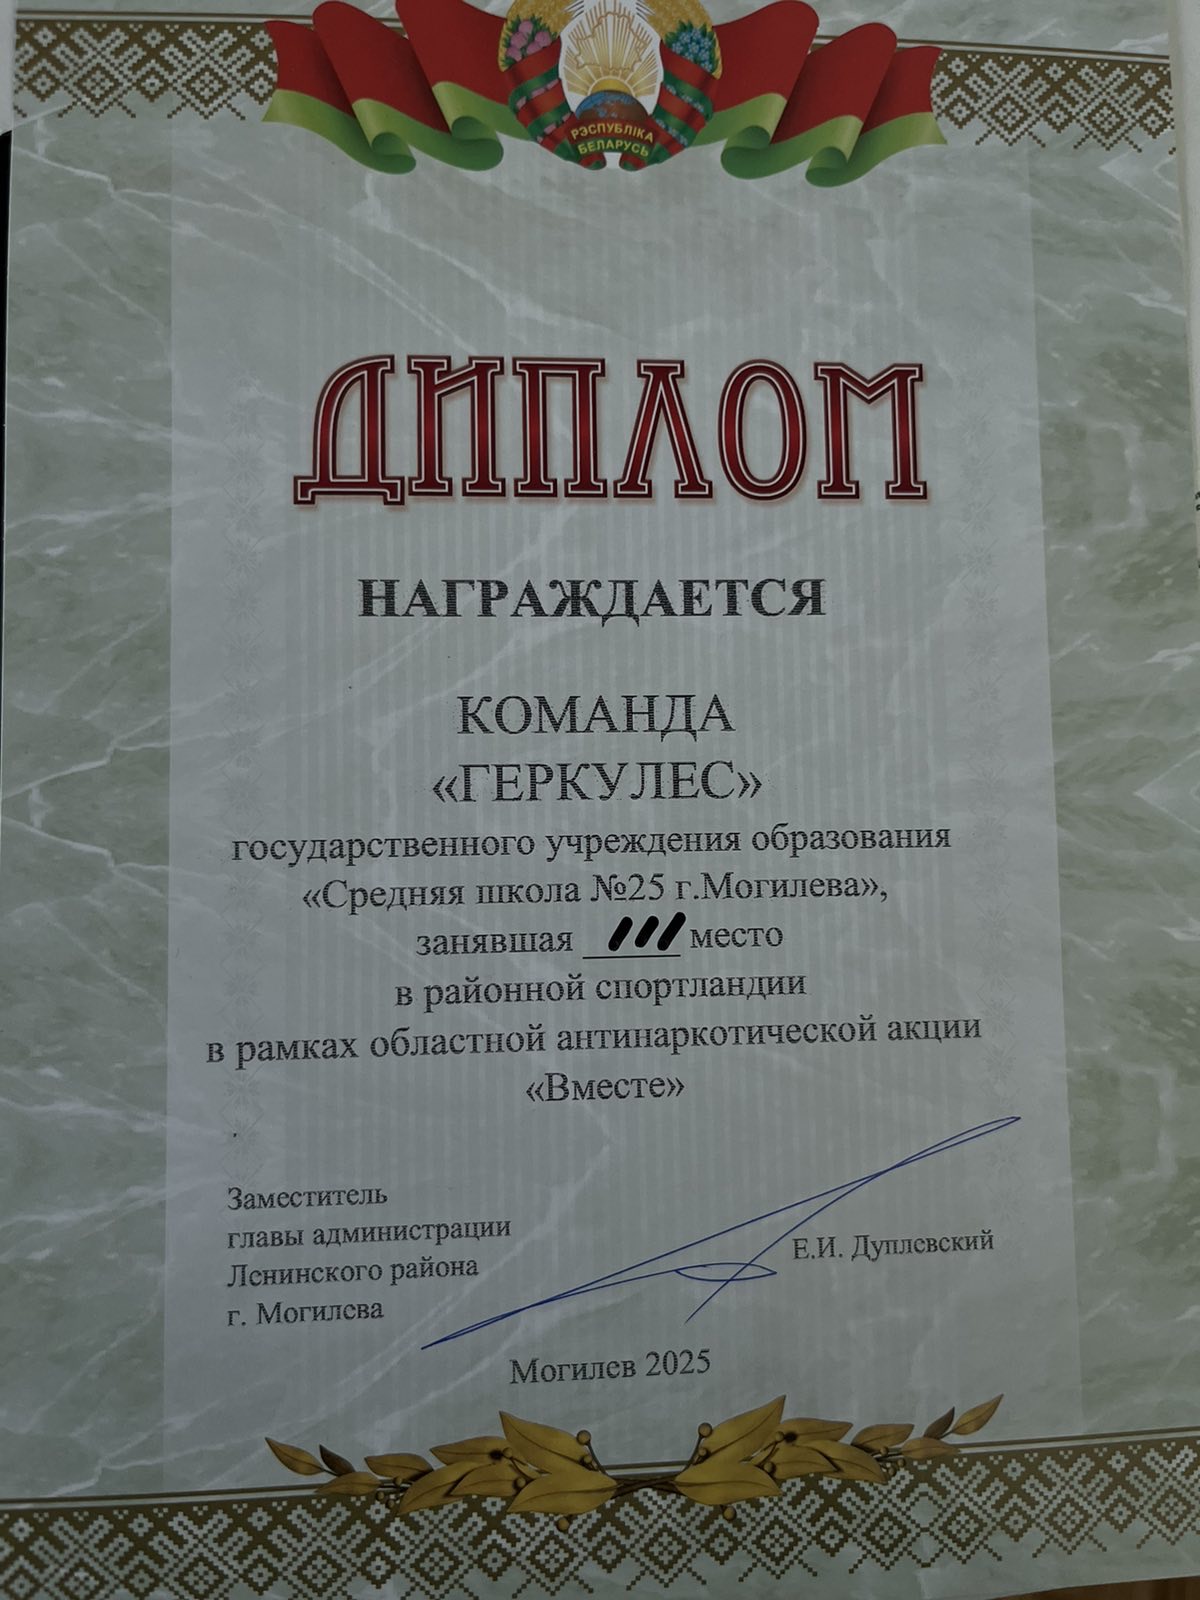 РЭСПУБЛІКА
БЕЛАРУСЬ
ДИПЛОМ
НАГРАЖДАЕТСЯ
КОМАНДА
«ГЕРКУЛЕС»
государственного учреждения образования
«Средняя школа №25 г.Могилева»,
занявшая III место
в районной спортландии
в рамках областной антинаркотической акции
«Вместе»
Заместитель
главы администрации
Ленинского района
г. Могилева
Е.И. Дуплевский
Могилев 2025